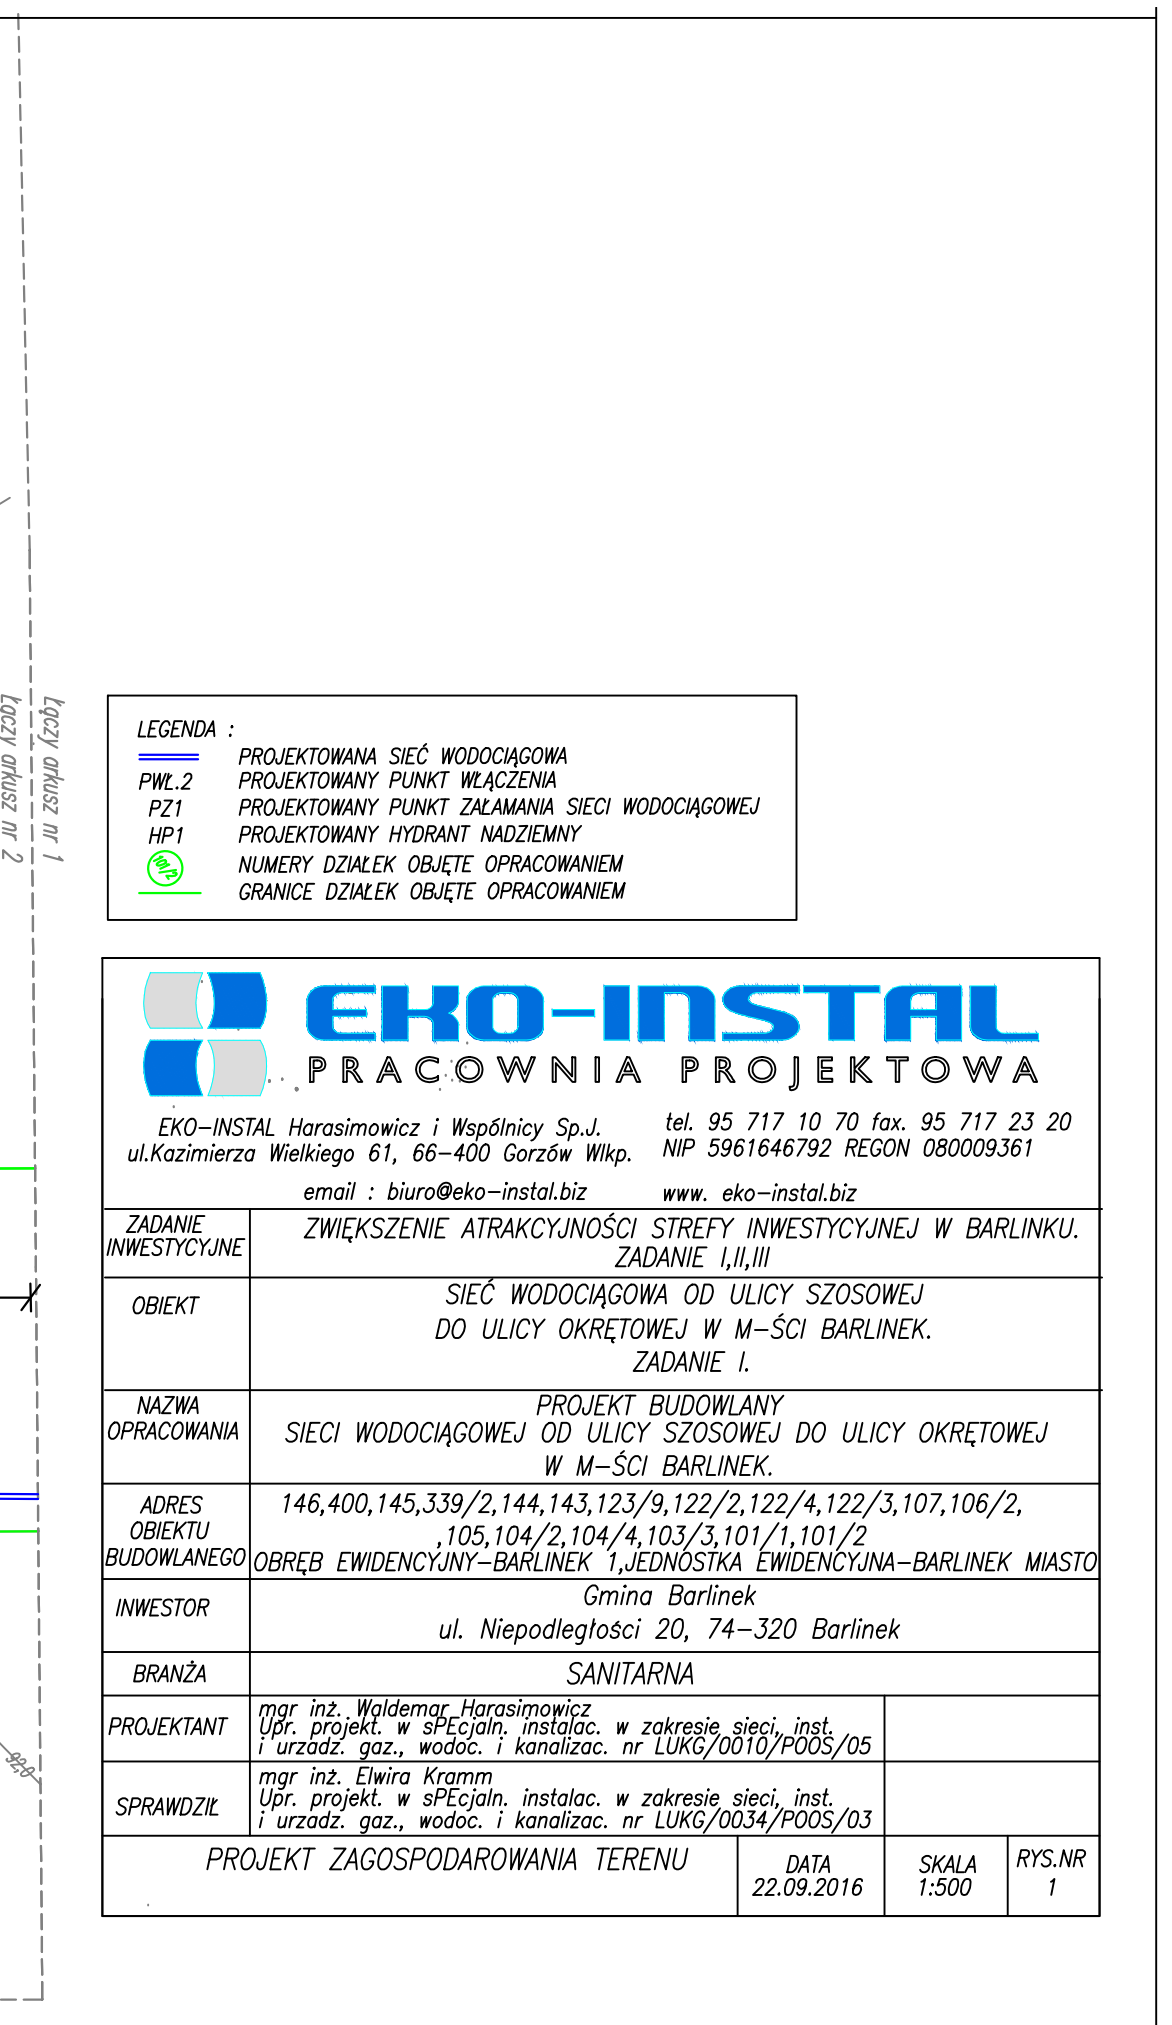 łączy arkusz nr 1
łączy arkusz nr 2
LEGENDA :
PROJEKTOWANA SIEĆ WODOCIĄGOWA
PWŁ.2 PROJEKTOWANY PUNKT WŁĄCZENIA
PZ1 PROJEKTOWANY PUNKT ZAŁAMANIA SIECI WODOCIĄGOWEJ
HP1 PROJEKTOWANY HYDRANT NADZIEMNY
101/2 NUMERY DZIAŁEK OBJĘTE OPRACOWANIEM
GRANICE DZIAŁEK OBJĘTE OPRACOWANIEM
EKO-INSTAL
PRACOWNIA PROJEKTOWA
EKO-INSTAL Harasimowicz i Wspólnicy Sp.J.
ul.Kazimierza Wielkiego 61, 66-400 Gorzów Wlkp.
tel. 95 717 10 70 fax. 95 717 23 20
NIP 5961646792 REGON 080009361
email : biuro@eko-instal.biz www. eko-instal.biz
ZADANIE
INWESTYCYJNE
ZWIĘKSZENIE ATRAKCYJNOŚCI STREFY INWESTYCYJNEJ W BARLINKU.
ZADANIE I,II,III
OBIEKT
SIEĆ WODOCIĄGOWA OD ULICY SZOSOWEJ
DO ULICY OKRĘTOWEJ W M-ŚCI BARLINEK.
ZADANIE I.
NAZWA
OPRACOWANIA
PROJEKT BUDOWLANY
SIECI WODOCIĄGOWEJ OD ULICY SZOSOWEJ DO ULICY OKRĘTOWEJ
W M-ŚCI BARLINEK.
ADRES
OBIEKTU
BUDOWLANEGO
146,400,145,339/2,144,143,123/9,122/2,122/4,122/3,107,106/2,
,105,104/2,104/4,103/3,101/1,101/2
OBRĘB EWIDENCYJNY-BARLINEK 1,JEDNOSTKA EWIDENCYJNA-BARLINEK MIASTO
INWESTOR
Gmina Barlinek
ul. Niepodległości 20, 74-320 Barlinek
BRANŻA
SANITARNA
PROJEKTANT
mgr inż. Waldemar Harasimowicz
Upr. projekt. w sPEcjaln. instalac. w zakresie sieci, inst.
i urzadz. gaz., wodoc. i kanalizac. nr LUKG/0010/POOS/05
SPRAWDZIŁ
mgr inż. Elwira Kramm
Upr. projekt. w sPEcjaln. instalac. w zakresie sieci, inst.
i urzadz. gaz., wodoc. i kanalizac. nr LUKG/0034/POOS/03
92,0
PROJEKT ZAGOSPODAROWANIA TERENU
DATA
22.09.2016
SKALA
1:500
RYS.NR
1